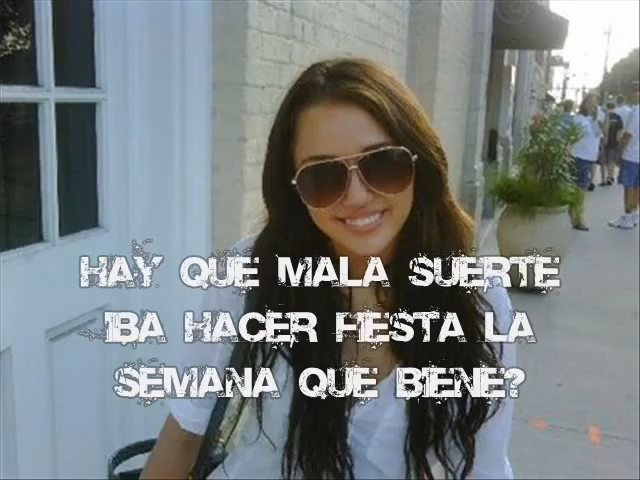 HAY QUE MALA SUERTE
IBA HACER FIESTA LA
SEMANA QUE BIENE?